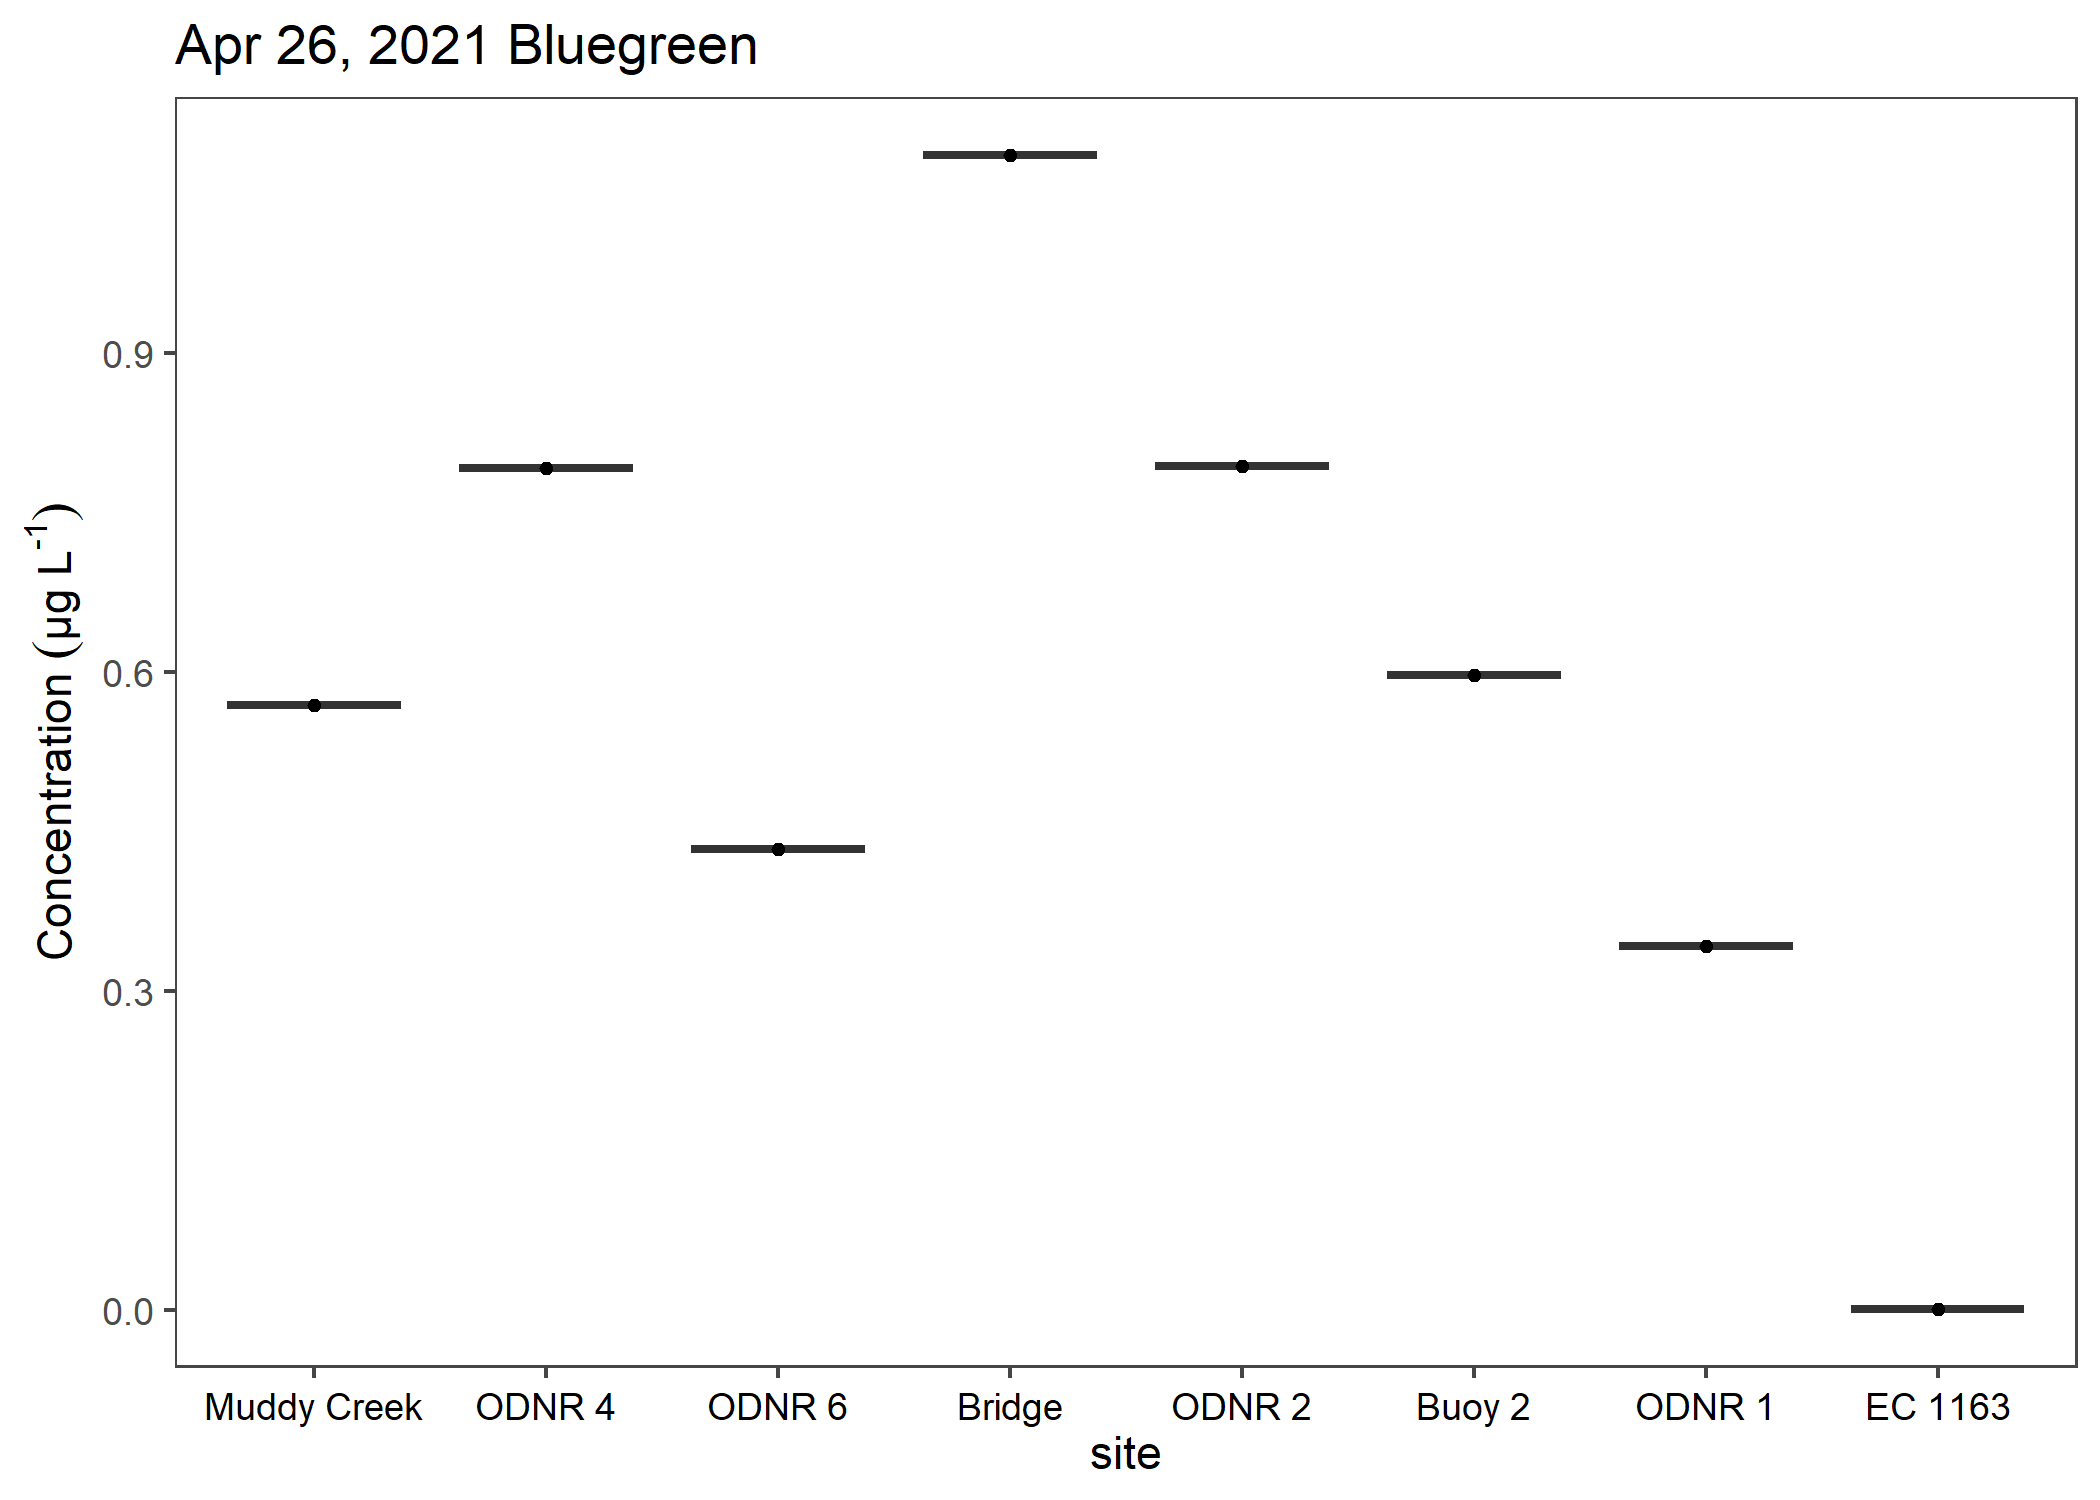 Apr 26, 2021 Bluegreen
Concentration (µg L⁻¹)
0.9
0.6
0.3
0.0
Muddy Creek ODNR 4 ODNR 6 Bridge ODNR 2 Buoy 2 ODNR 1 EC 1163
site